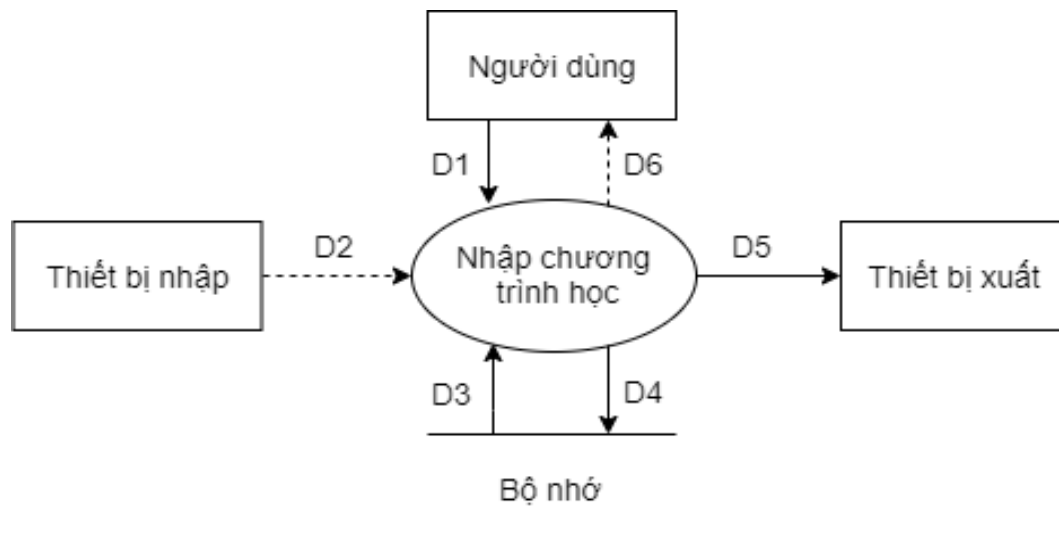 Người dùng
D1
D6
Thiết bị nhập
D2
Nhập chương
trình học
D5
Thiết bị xuất
D3
D4
Bộ nhớ